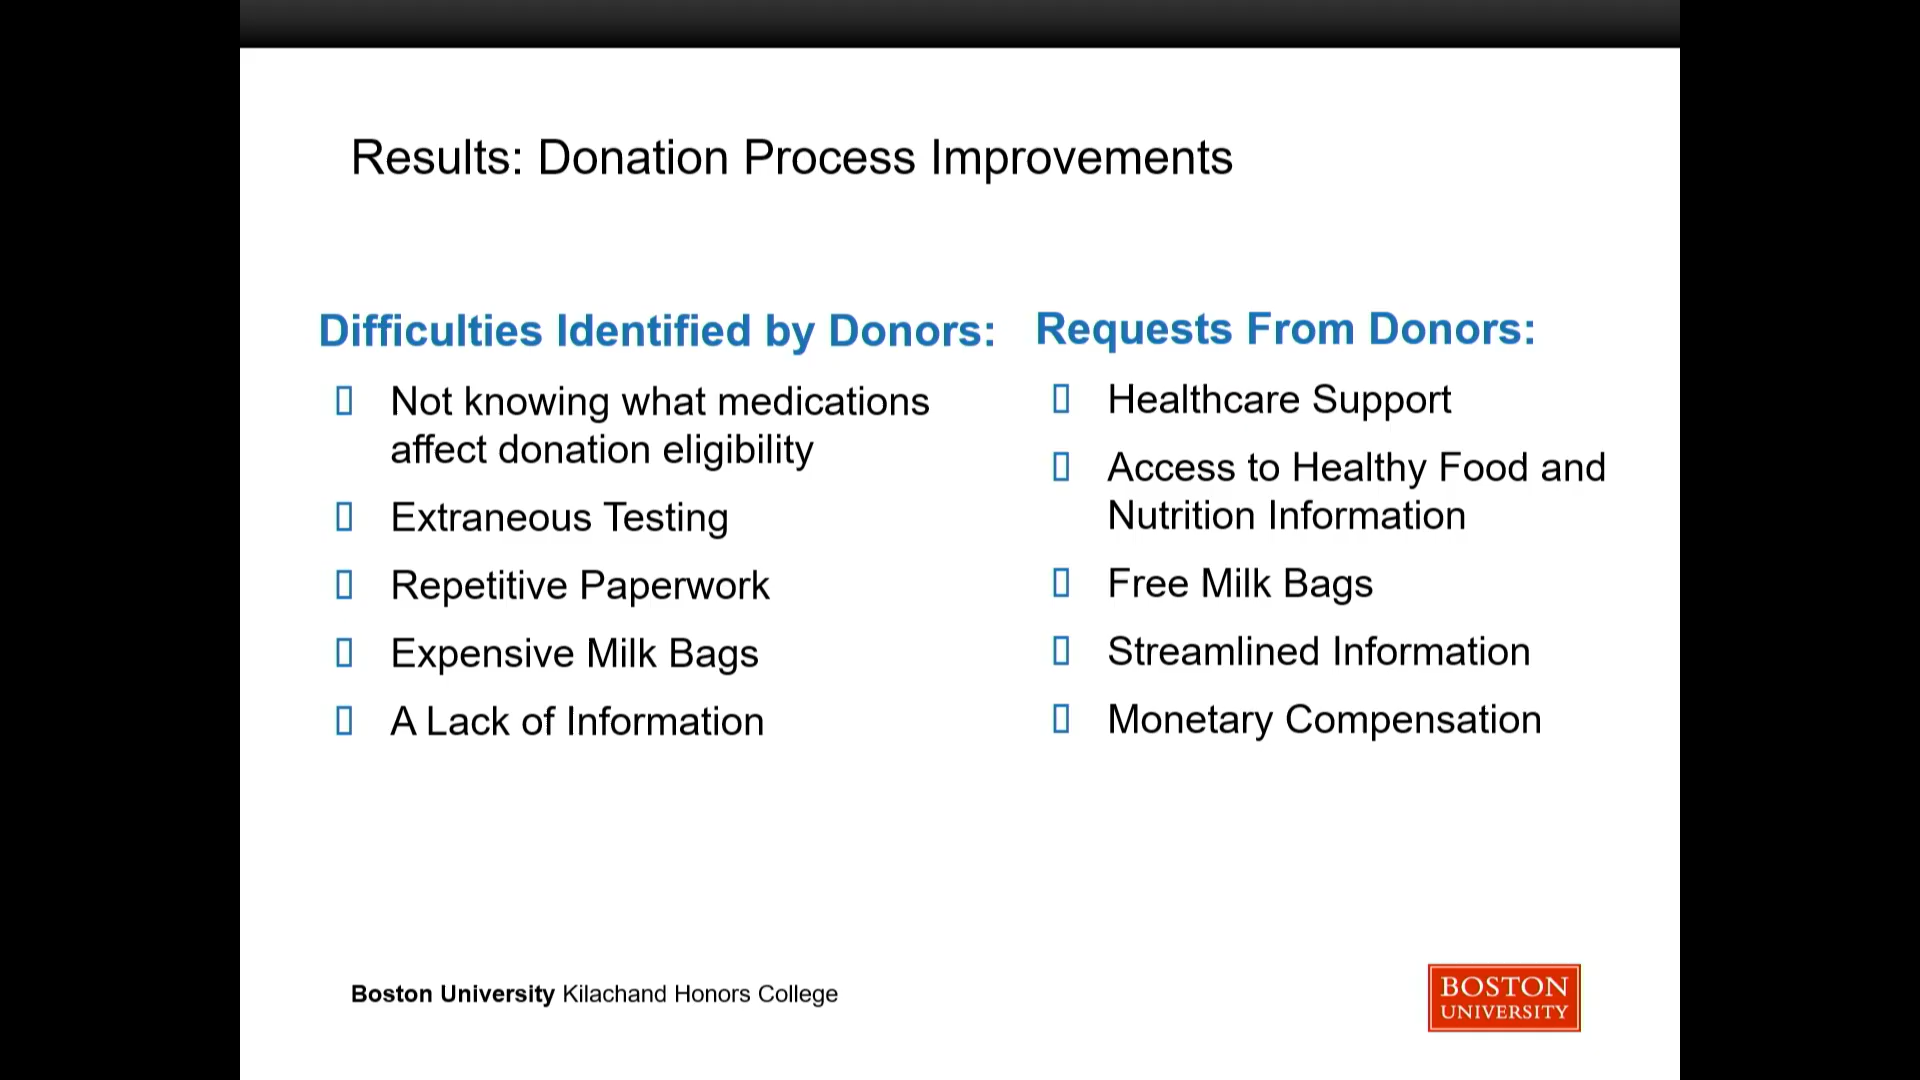 Results: Donation Process Improvements
Difficulties Identified by Donors:
Not knowing what medications
affect donation eligibility
Extraneous Testing
Repetitive Paperwork
Expensive Milk Bags
A Lack of Information
Requests From Donors:
Healthcare Support
Access to Healthy Food and
Nutrition Information
Free Milk Bags
Streamlined Information
Monetary Compensation
Boston University Kilachand Honors College
BOSTON
UNIVERSITY